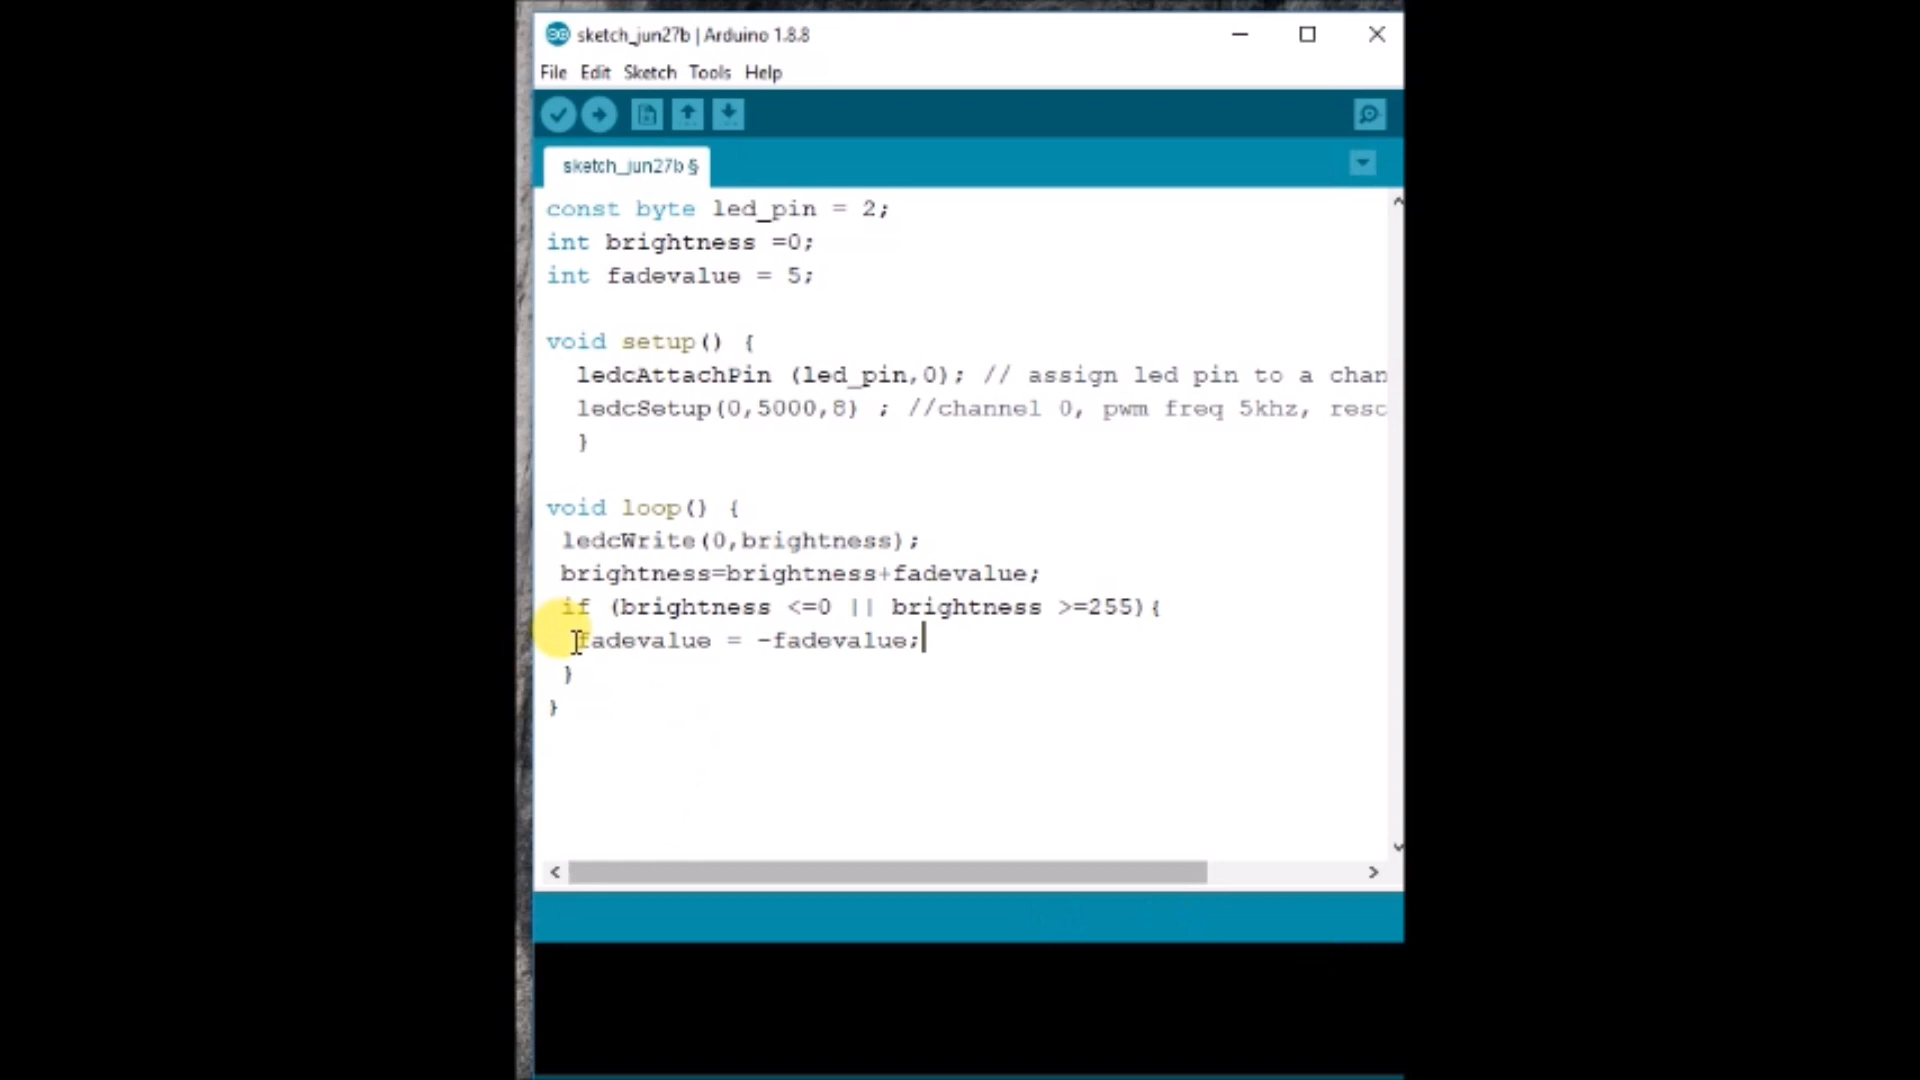 sketch_jun27b | Arduino 1.8.8
File Edit Sketch Tools Help
sketch_jun27b §
const byte led_pin = 2;
int brightness =0;
int fadevalue = 5;
void setup() {
ledcAttachPin (led_pin,0); // assign led pin to a chan
ledcSetup(0,5000,8) ; //channel 0, pwm freq 5khz, reso
}
void loop() {
ledcWrite(0,brightness);
brightness=brightness+fadevalue;
if (brightness <=0 || brightness >=255){
fadevalue = -fadevalue;
}
}